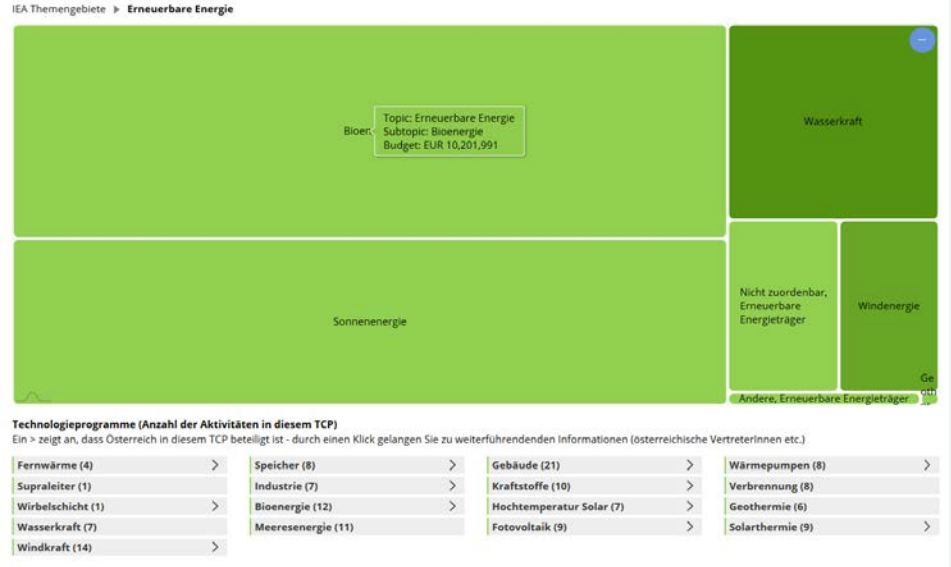 IEA Themengebiete ▶ Erneuerbare Energie
Topic: Erneuerbare Energie
Bioen
Subtopic: Bioenergie
Budget: EUR 10,201,991
Wasserkraft
Sonnenenergie
Nicht zuordenbar,
Erneuerbare
Energieträger
Windenergie
Ge
oth
Andere, Erneuerbare Energieträger
Technologieprogramme (Anzahl der Aktivitäten in diesem TCP)
Ein > zeigt an, dass Österreich in diesem TCP beteiligt ist - durch einen Klick gelangen Sie zu weiterführendenden Informationen (österreichische VertreterInnen etc.)
Fernwärme (4) >
Speicher (8) >
Gebäude (21) >
Wärmepumpen (8) >
Supraleiter (1)
Industrie (7) >
Kraftstoffe (10) >
Verbrennung (8)
Wirbelschicht (1) >
Bioenergie (12) >
Hochtemperatur Solar (7) >
Geothermie (6)
Wasserkraft (7)
Meeresenergie (11)
Fotovoltaik (9) >
Solarthermie (9) >
Windkraft (14) >